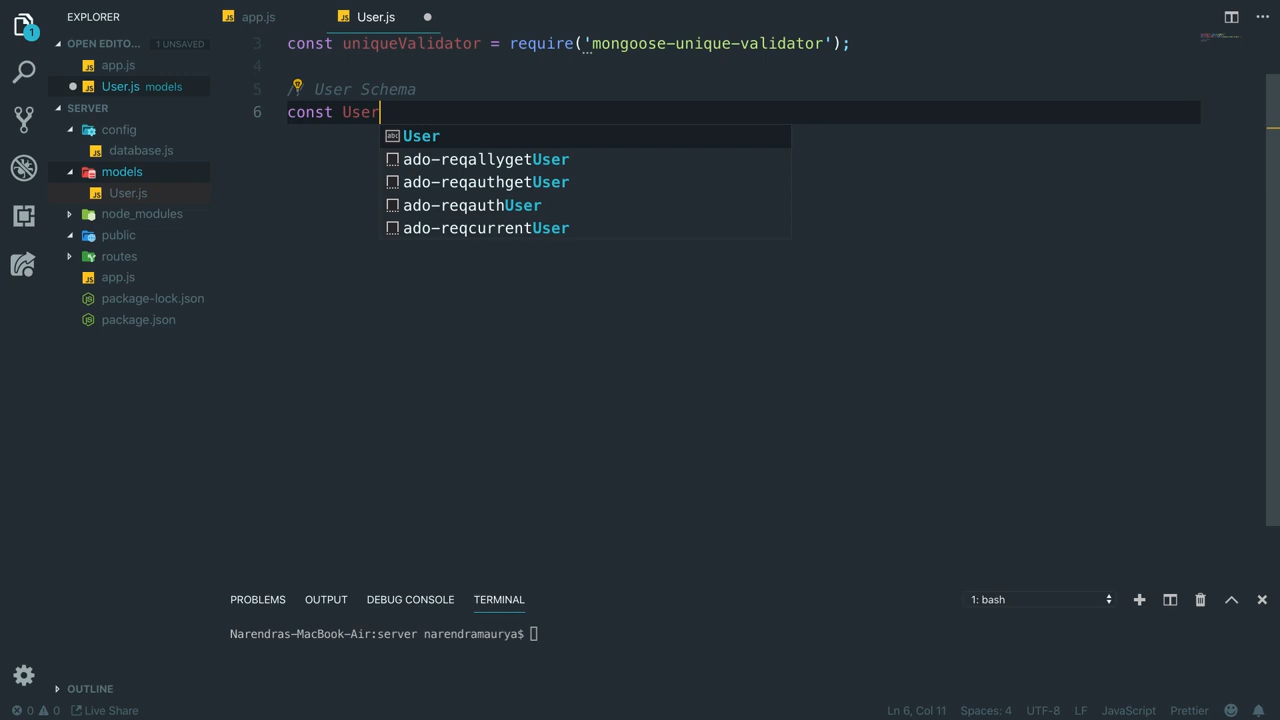 EXPLORER
app.js
User.js
OPEN EDITO... 1 UNSAVED
app.js
User.js models
SERVER
config
database.js
models
User.js
node_modules
public
routes
app.js
package-lock.json
package.json
3 const uniqueValidator = require('mongoose-unique-validator');
4
5 // User Schema
6 const User
User
ado-reqallygetUser
ado-reqauthgetUser
ado-reqauthUser
ado-reqcurrentUser
PROBLEMS OUTPUT DEBUG CONSOLE TERMINAL
1: bash
Narendras-MacBook-Air:server narendramaurya$
OUTLINE
0 0 Live Share
Ln 6, Col 11 Spaces: 4 UTF-8 LF JavaScript Prettier